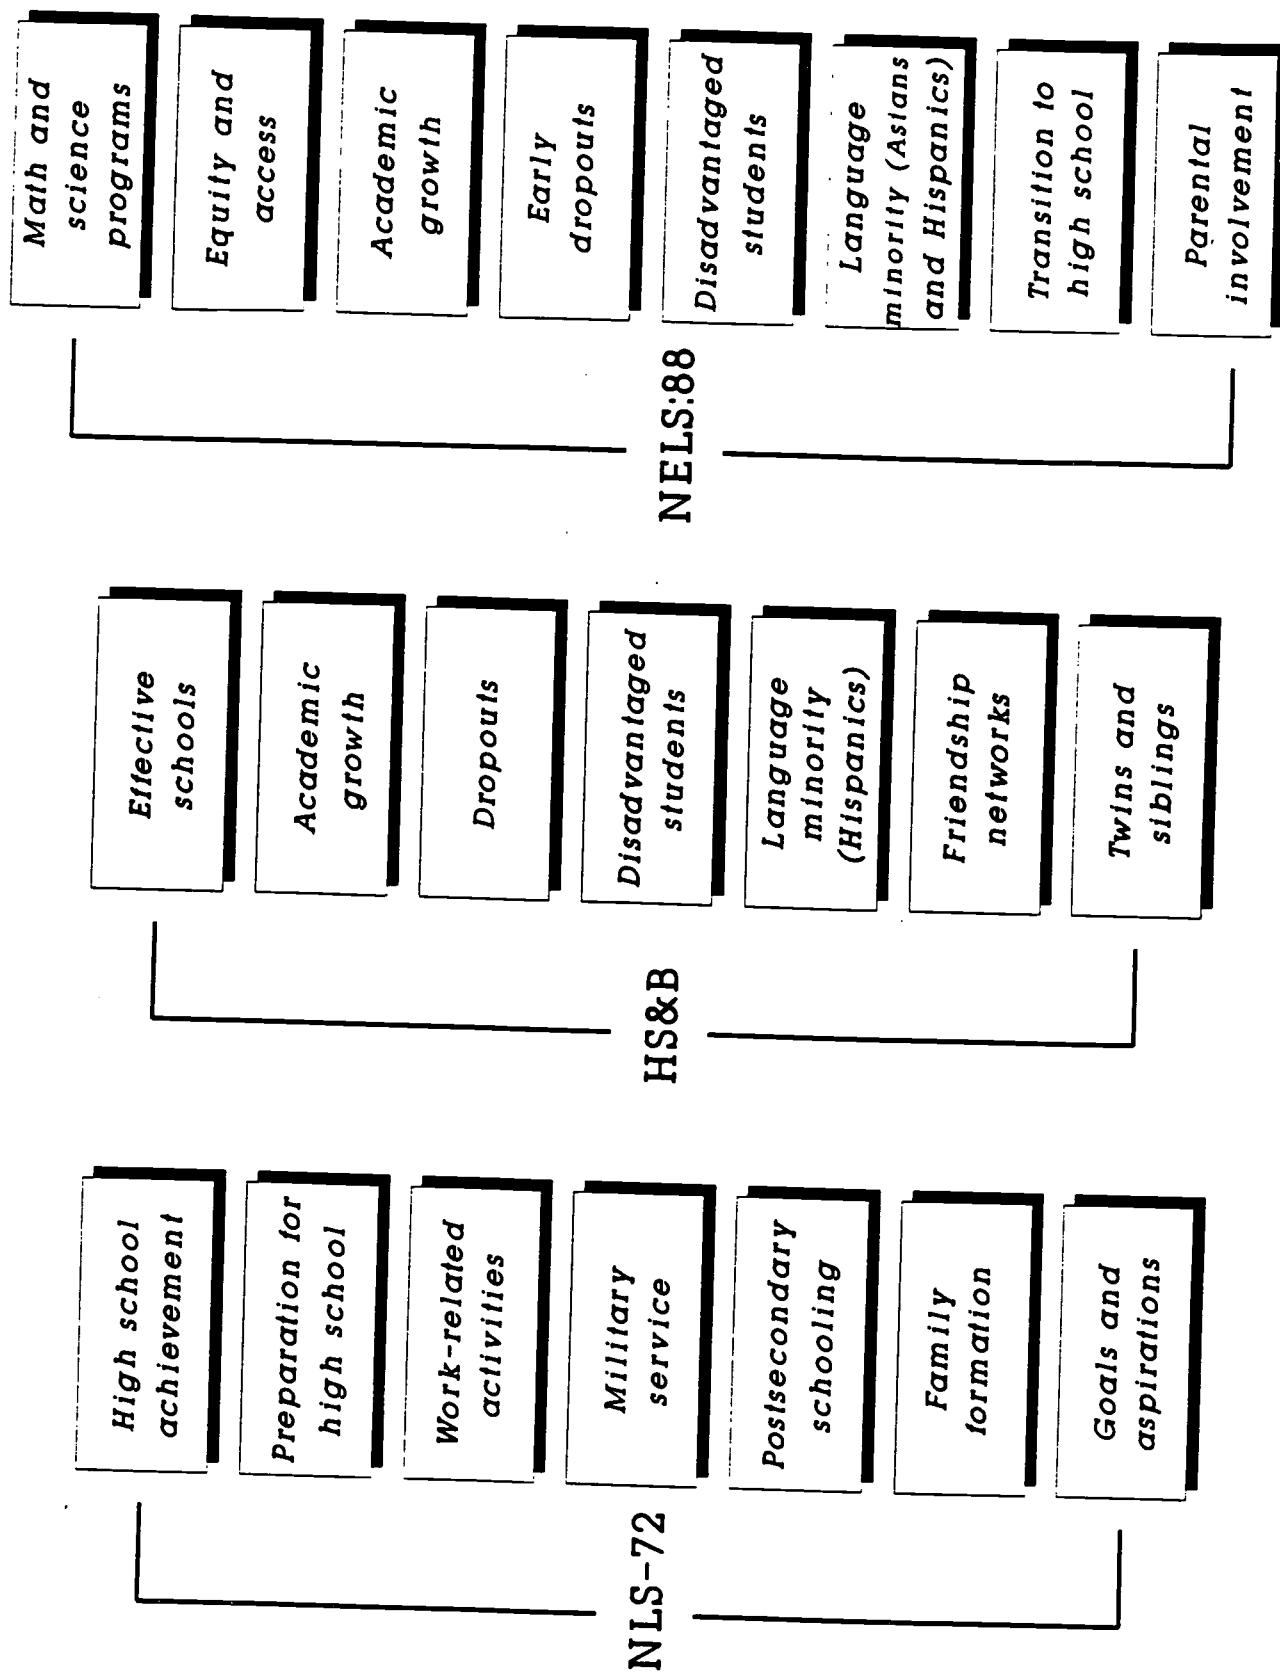 NLS-72
High school
achievement
Preparation for
high school
Work-related
activities
Military
service
Postsecondary
schooling
Family
formation
Goals and
aspirations
HS&B
Effective
schools
Academic
growth
Dropouts
Disadvantaged
students
Language
minority
(Hispanics)
Friendship
networks
Twins and
siblings
NELS:88
Math and
science
programs
Equity and
access
Academic
growth
Early
dropouts
Disadvantaged
students
Language
minority (Asians
and Hispanics)
Transition to
high school
Parental
involvement